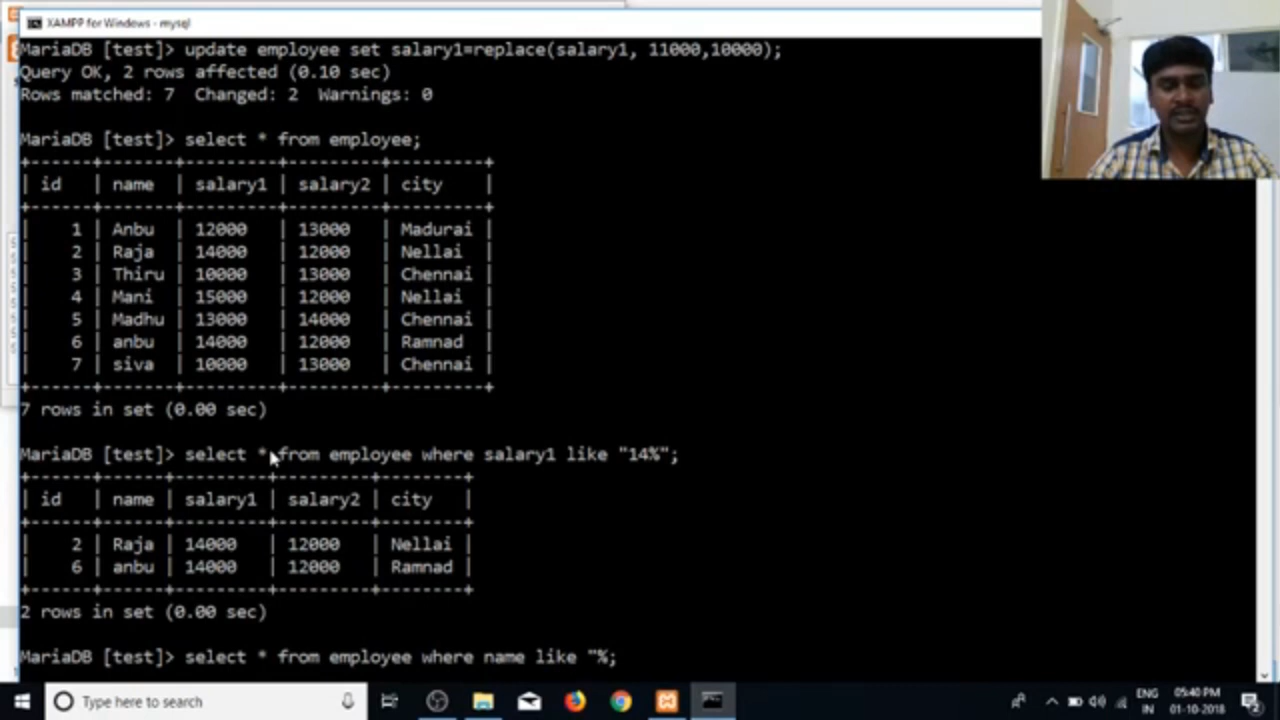 XAMPP for Windows - mysql
MariaDB [test]> update employee set salary1=replace(salary1, 11000,10000);
Query OK, 2 rows affected (0.10 sec)
Rows matched: 7  Changed: 2  Warnings: 0
MariaDB [test]> select * from employee;
+------+-------+---------+---------+---------+
| id   | name  | salary1 | salary2 | city    |
+------+-------+---------+---------+---------+
|    1 | Anbu  | 12000   | 13000   | Madurai |
|    2 | Raja  | 14000   | 12000   | Nellai  |
|    3 | Thiru | 10000   | 13000   | Chennai |
|    4 | Mani  | 15000   | 12000   | Nellai  |
|    5 | Madhu | 13000   | 14000   | Chennai |
|    6 | anbu  | 14000   | 12000   | Ramnad  |
|    7 | siva  | 10000   | 13000   | Chennai |
+------+-------+---------+---------+---------+
7 rows in set (0.00 sec)
MariaDB [test]> select * from employee where salary1 like "14%";
+------+------+---------+---------+--------+
| id   | name | salary1 | salary2 | city   |
+------+------+---------+---------+--------+
|    2 | Raja | 14000   | 12000   | Nellai |
|    6 | anbu | 14000   | 12000   | Ramnad |
+------+------+---------+---------+--------+
2 rows in set (0.00 sec)
MariaDB [test]> select * from employee where name like "%;
Type here to search
ENG 05:40 PM
IN 01-10-2018